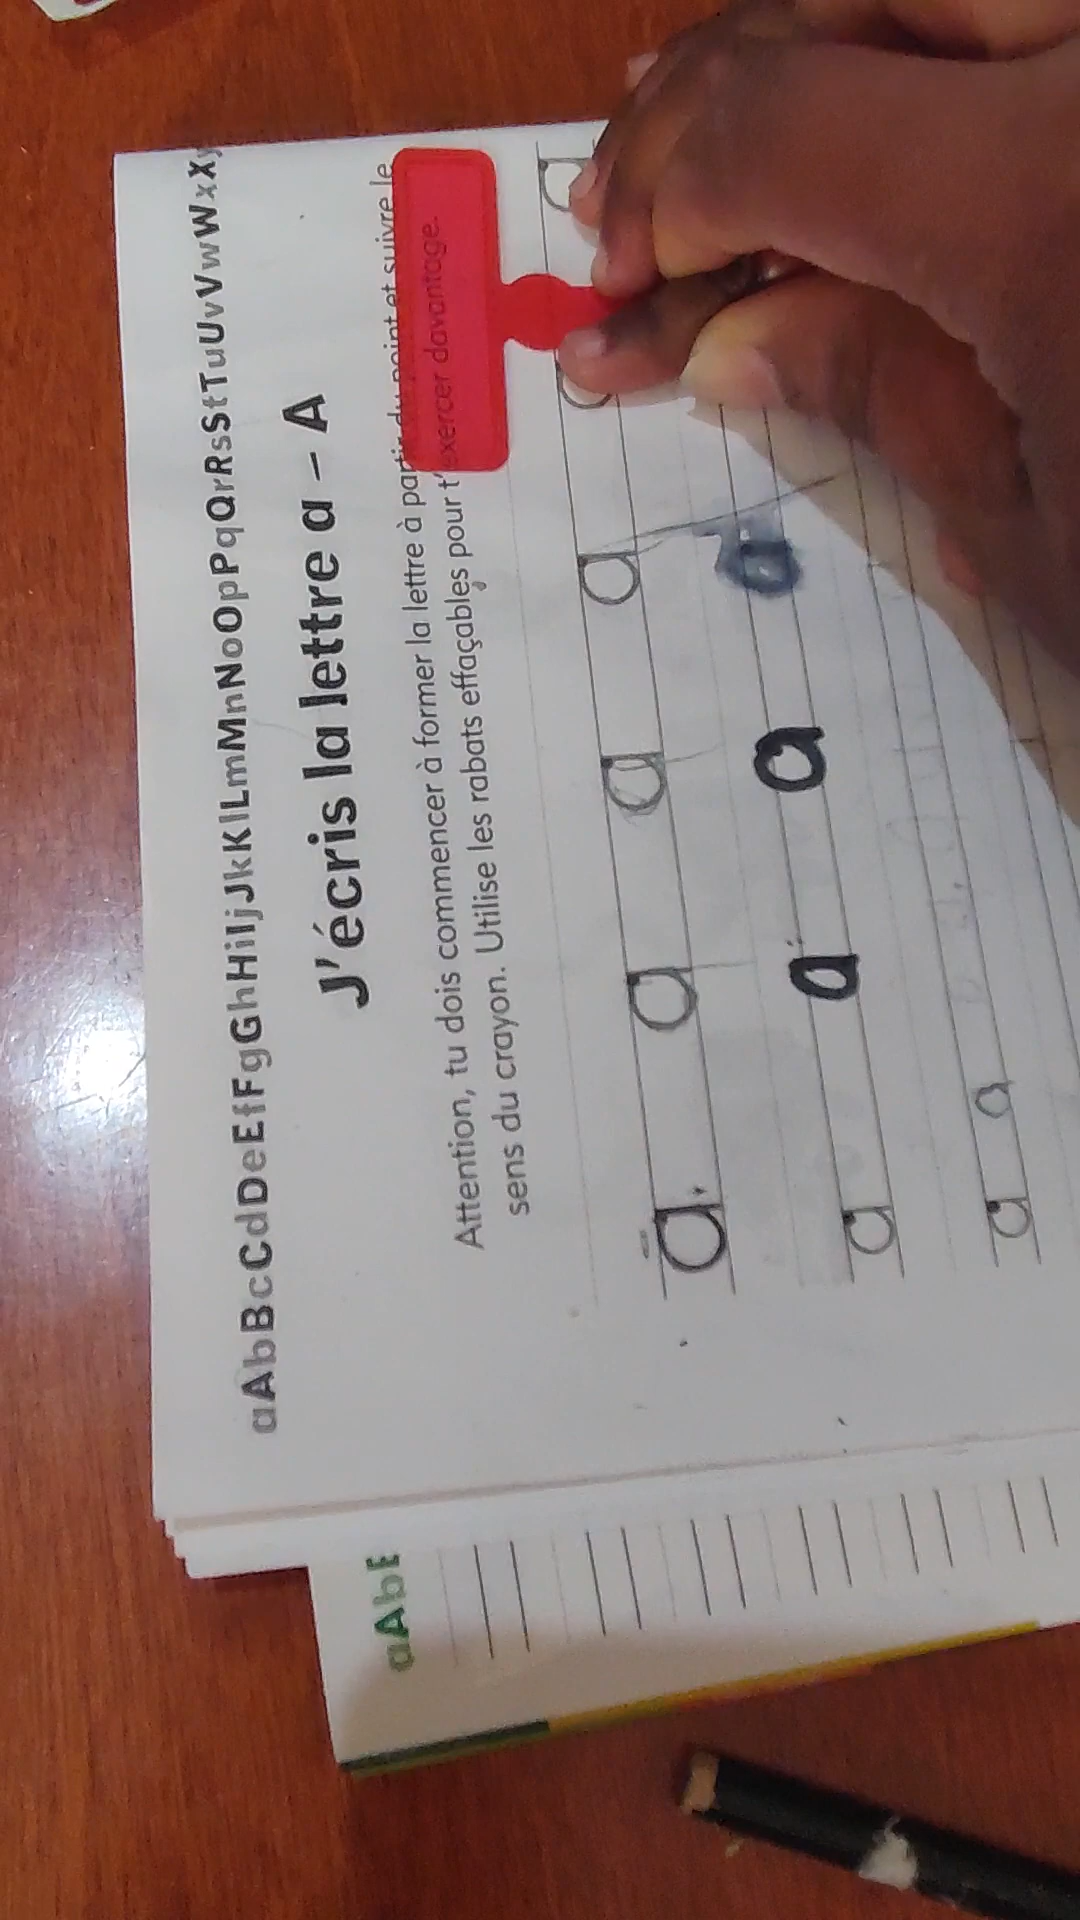 aAbBcCdDeEfFgGhHiIjJkKlLmMnNoOpPqQrRsStTuUvVwWxX
J'écris la lettre a – A
Attention, tu dois commencer à former la lettre à partir du point et suivre le
sens du crayon. Utilise les rabats effaçables pour t'exercer davantage.
a a a a a a
a a a a
a a
aAb